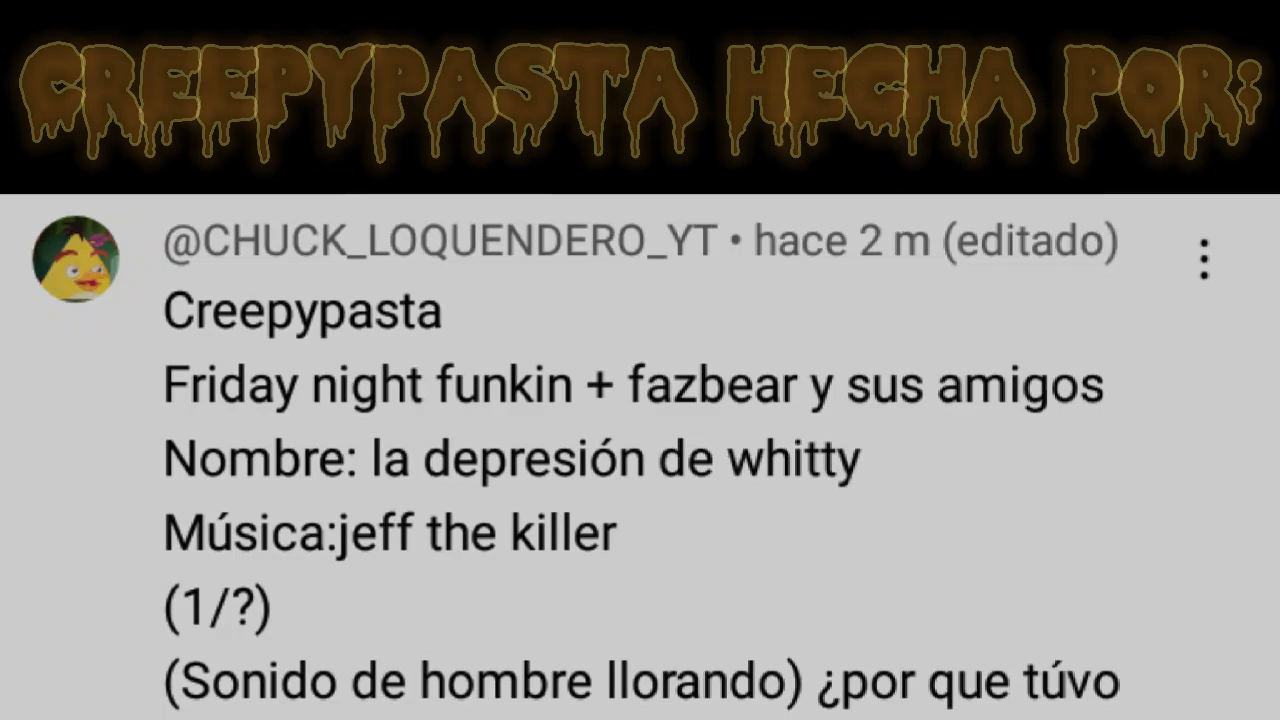 CREEPYPASTA HECHA POR:
@CHUCK_LOQUENDERO_YT • hace 2 m (editado)
Creepypasta
Friday night funkin + fazbear y sus amigos
Nombre: la depresión de whitty
Música:jeff the killer
(1/?)
(Sonido de hombre llorando) ¿por que túvo